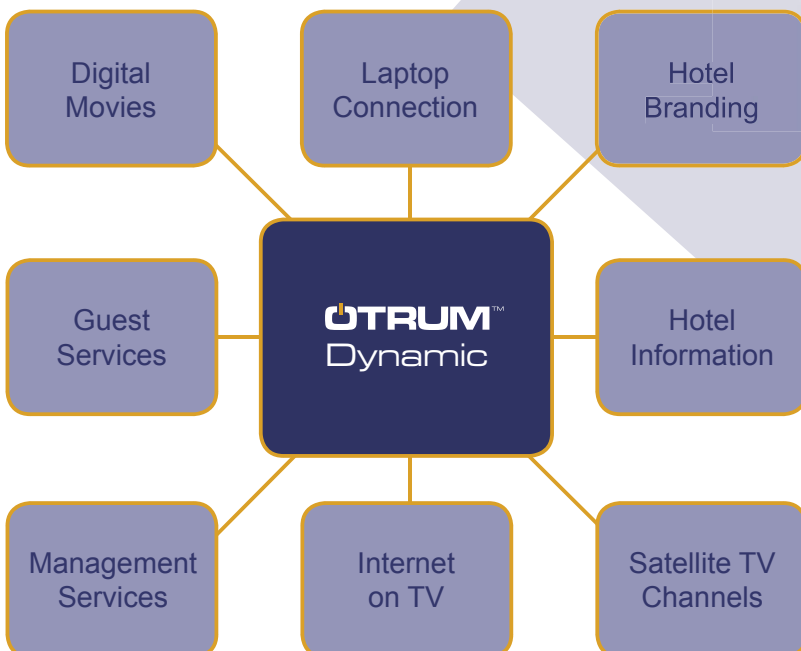 Digital
Movies
Laptop
Connection
Hotel
Branding
Guest
Services
OTRUM™
Dynamic
Hotel
Information
Management
Services
Internet
on TV
Satellite TV
Channels